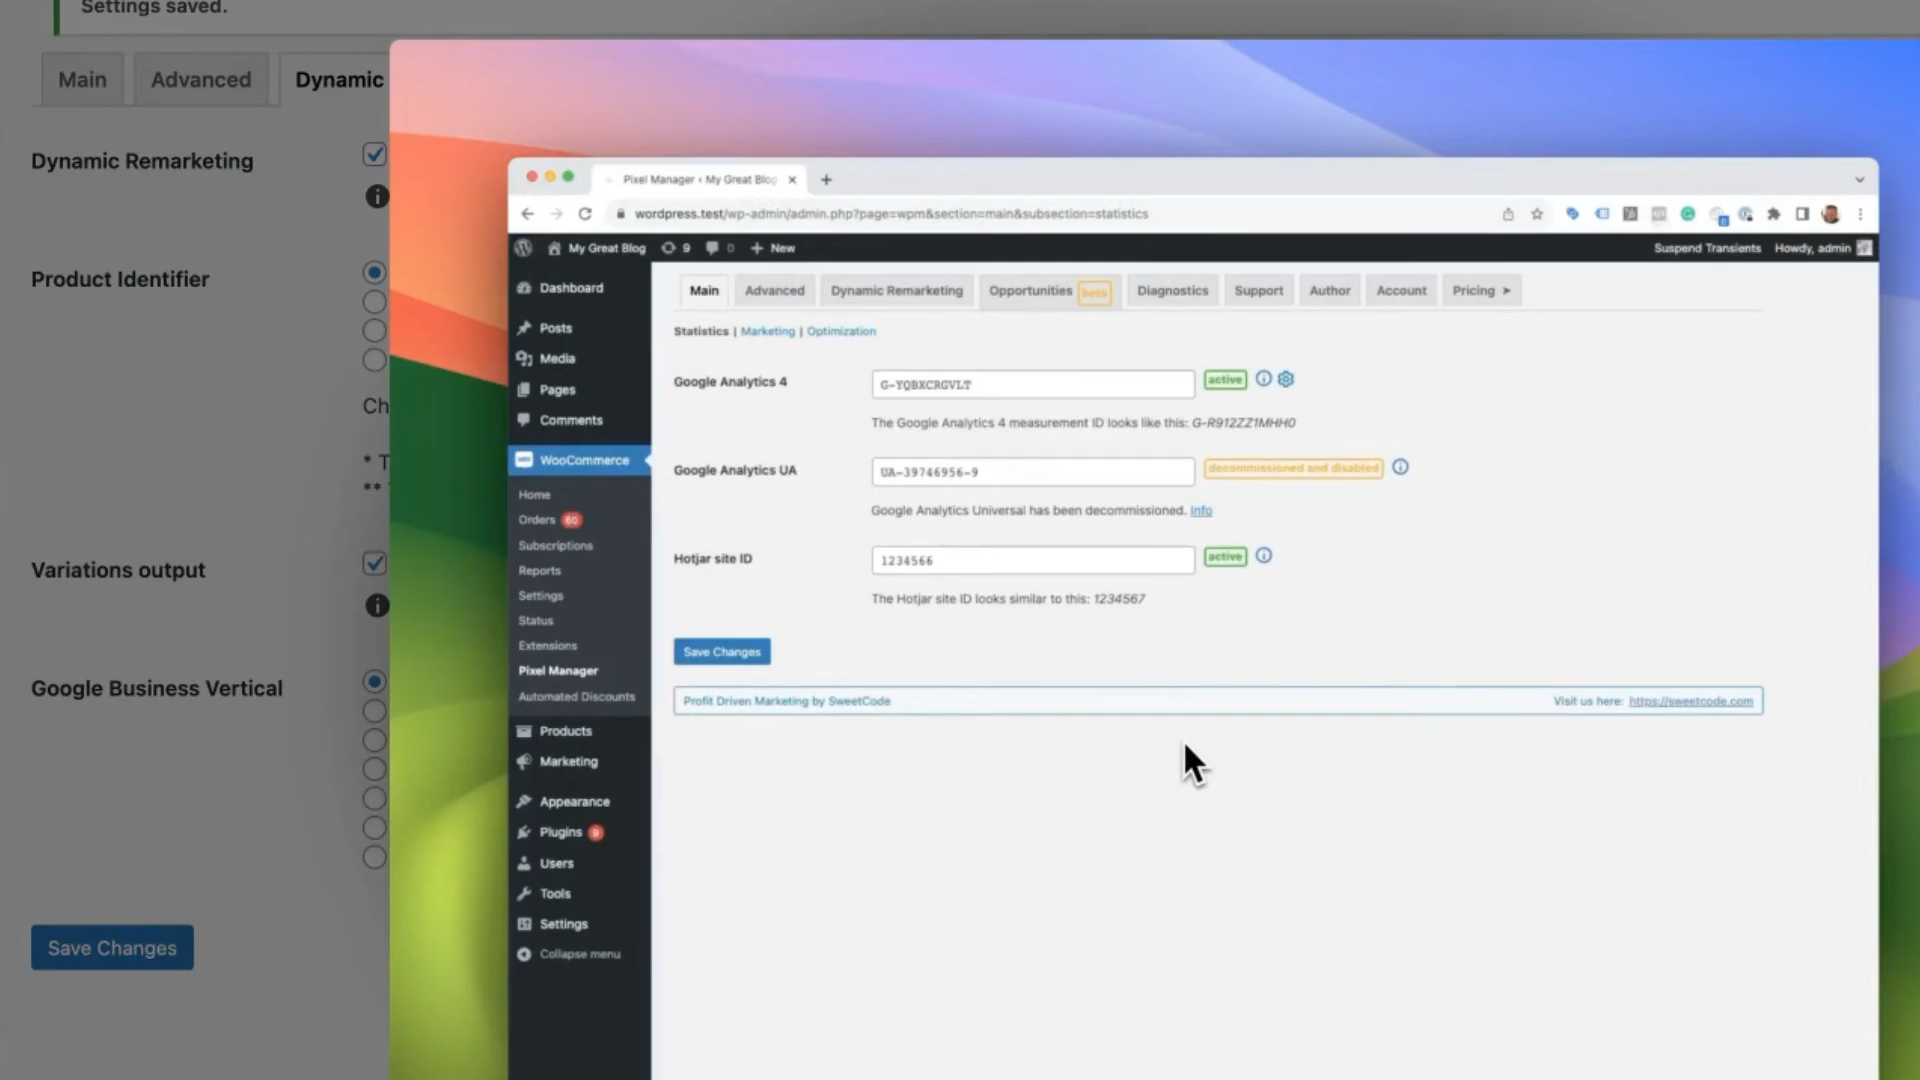 Settings saved.
Main
Advanced
Dynamic
Dynamic Remarketing
Product Identifier
Ch
* T
**
Variations output
Google Business Vertical
Save Changes
Pixel Manager ‹ My Great Blog
wordpress.test/wp-admin/admin.php?page=wpm&section=main&subsection=statistics
My Great Blog 9 0 New
Suspend Transients Howdy, admin
Dashboard
Posts
Media
Pages
Comments
WooCommerce
Home
Orders 60
Subscriptions
Reports
Settings
Status
Extensions
Pixel Manager
Automated Discounts
Products
Marketing
Appearance
Plugins 9
Users
Tools
Settings
Collapse menu
Main Advanced Dynamic Remarketing Opportunities beta Diagnostics Support Author Account Pricing ➤
Statistics | Marketing | Optimization
Google Analytics 4 G-YQBXCRGVLT active
The Google Analytics 4 measurement ID looks like this: G-R912ZZ1MHH0
Google Analytics UA UA-39746956-9 decommissioned and disabled
Google Analytics Universal has been decommissioned. Info
Hotjar site ID 1234566 active
The Hotjar site ID looks similar to this: 1234567
Save Changes
Profit Driven Marketing by SweetCode Visit us here: https://sweetcode.com